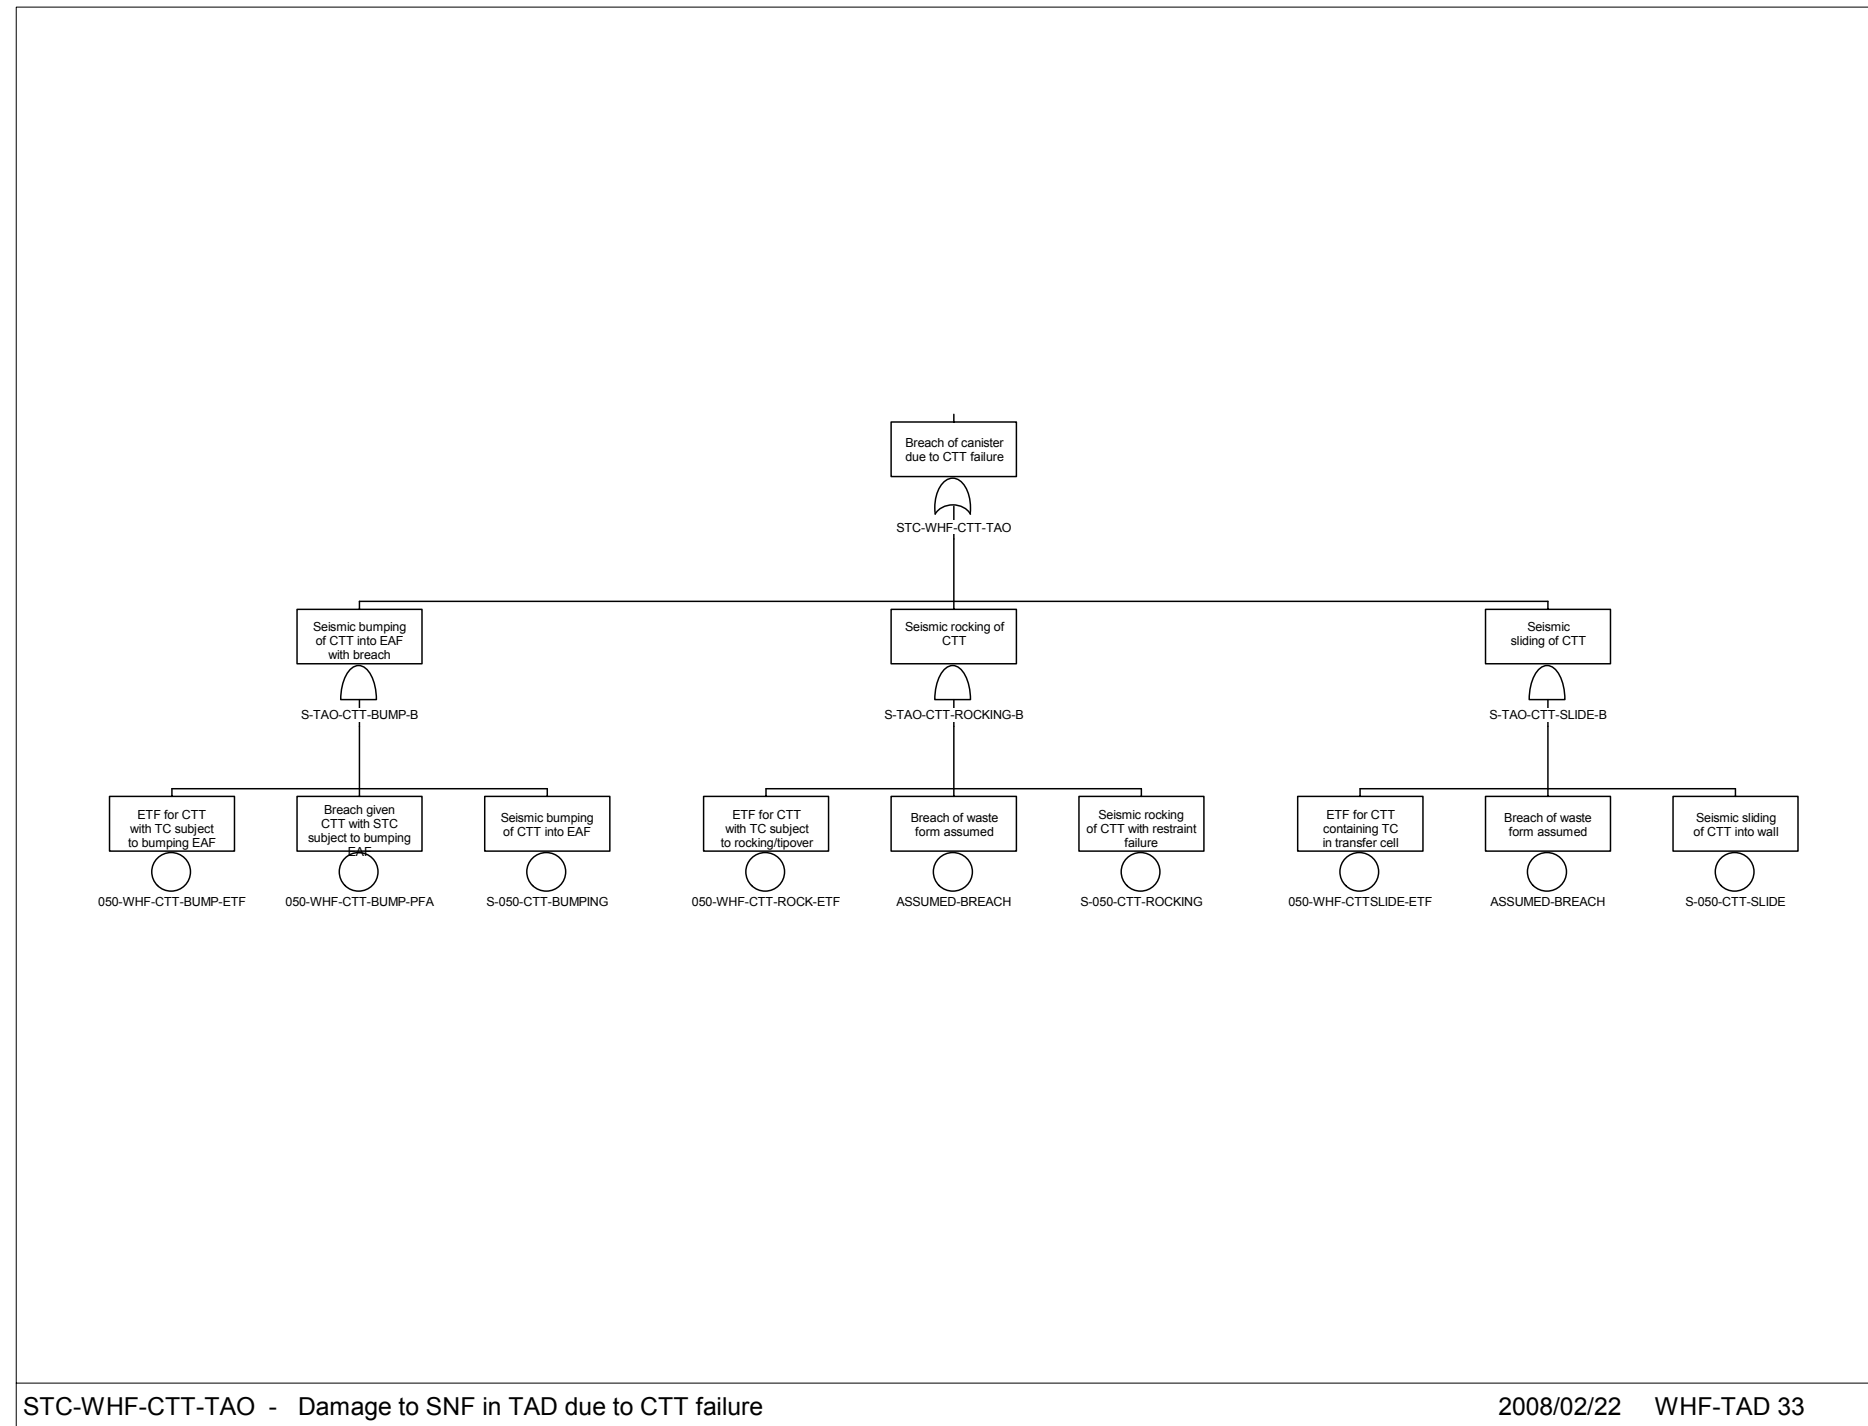 Breach of canister
due to CTT failure
STC-WHF-CTT-TAO
Seismic bumping
of CTT into EAF
with breach
S-TAO-CTT-BUMP-B
Seismic rocking of
CTT
S-TAO-CTT-ROCKING-B
Seismic
sliding of CTT
S-TAO-CTT-SLIDE-B
ETF for CTT
with TC subject
to bumping EAF
050-WHF-CTT-BUMP-ETF
Breach given
CTT with STC
subject to bumping
EAF
050-WHF-CTT-BUMP-PFA
Seismic bumping
of CTT into EAF
S-050-CTT-BUMPING
ETF for CTT
with TC subject
to rocking/tipover
050-WHF-CTT-ROCK-ETF
Breach of waste
form assumed
ASSUMED-BREACH
Seismic rocking
of CTT with restraint
failure
S-050-CTT-ROCKING
ETF for CTT
containing TC
in transfer cell
050-WHF-CTTSLIDE-ETF
Breach of waste
form assumed
ASSUMED-BREACH
Seismic sliding
of CTT into wall
S-050-CTT-SLIDE
STC-WHF-CTT-TAO - Damage to SNF in TAD due to CTT failure
2008/02/22 WHF-TAD 33